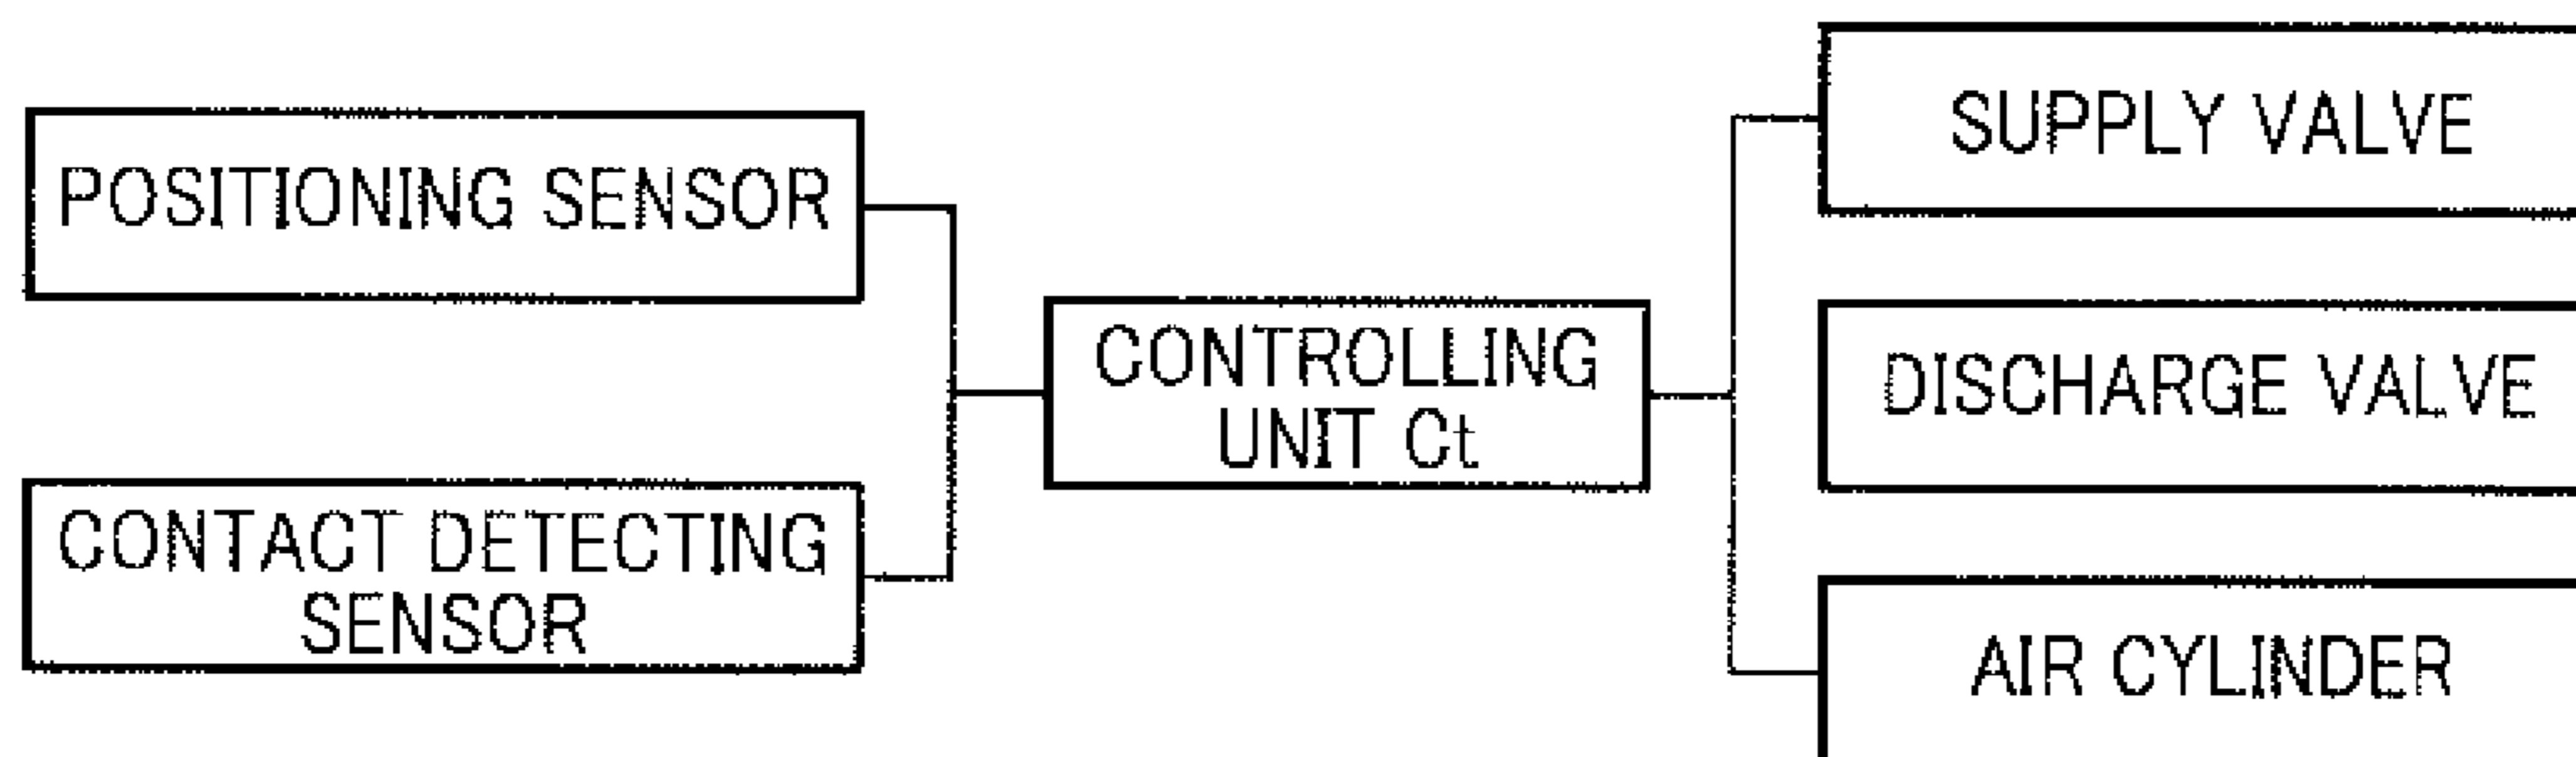 POSITIONING SENSOR
CONTACT DETECTING
SENSOR
CONTROLLING
UNIT Ct
SUPPLY VALVE
DISCHARGE VALVE
AIR CYLINDER